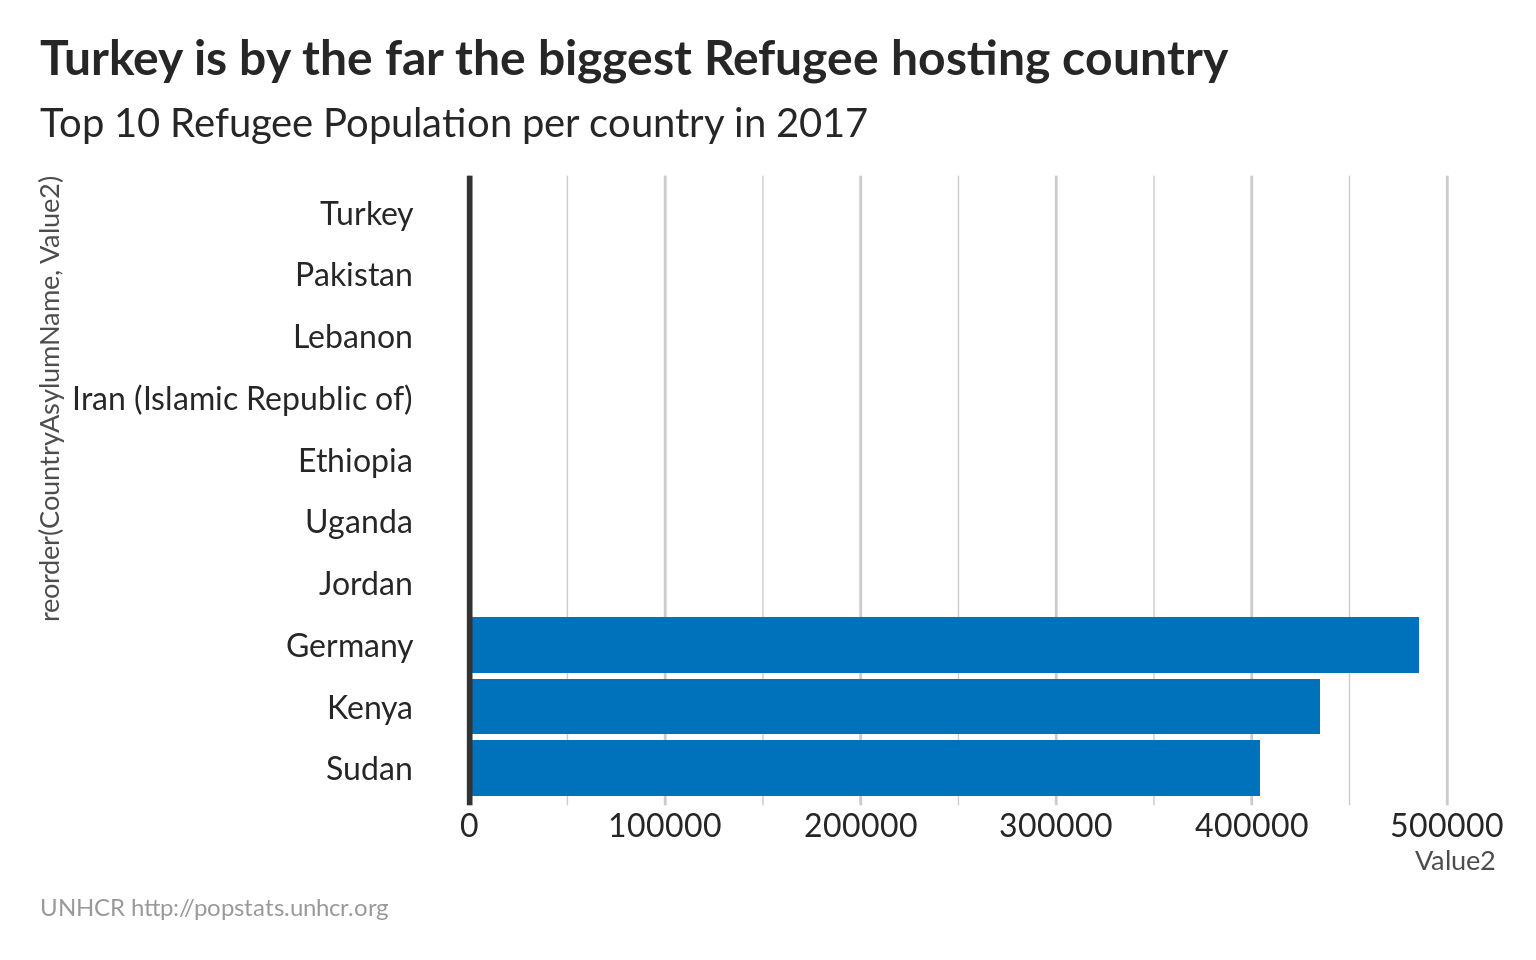 Turkey is by the far the biggest Refugee hosting country
Top 10 Refugee Population per country in 2017
reorder(CountryAsylumName, Value2)
Turkey
Pakistan
Lebanon
Iran (Islamic Republic of)
Ethiopia
Uganda
Jordan
Germany
Kenya
Sudan
0 100000 200000 300000 400000 500000
Value2
UNHCR http://popstats.unhcr.org